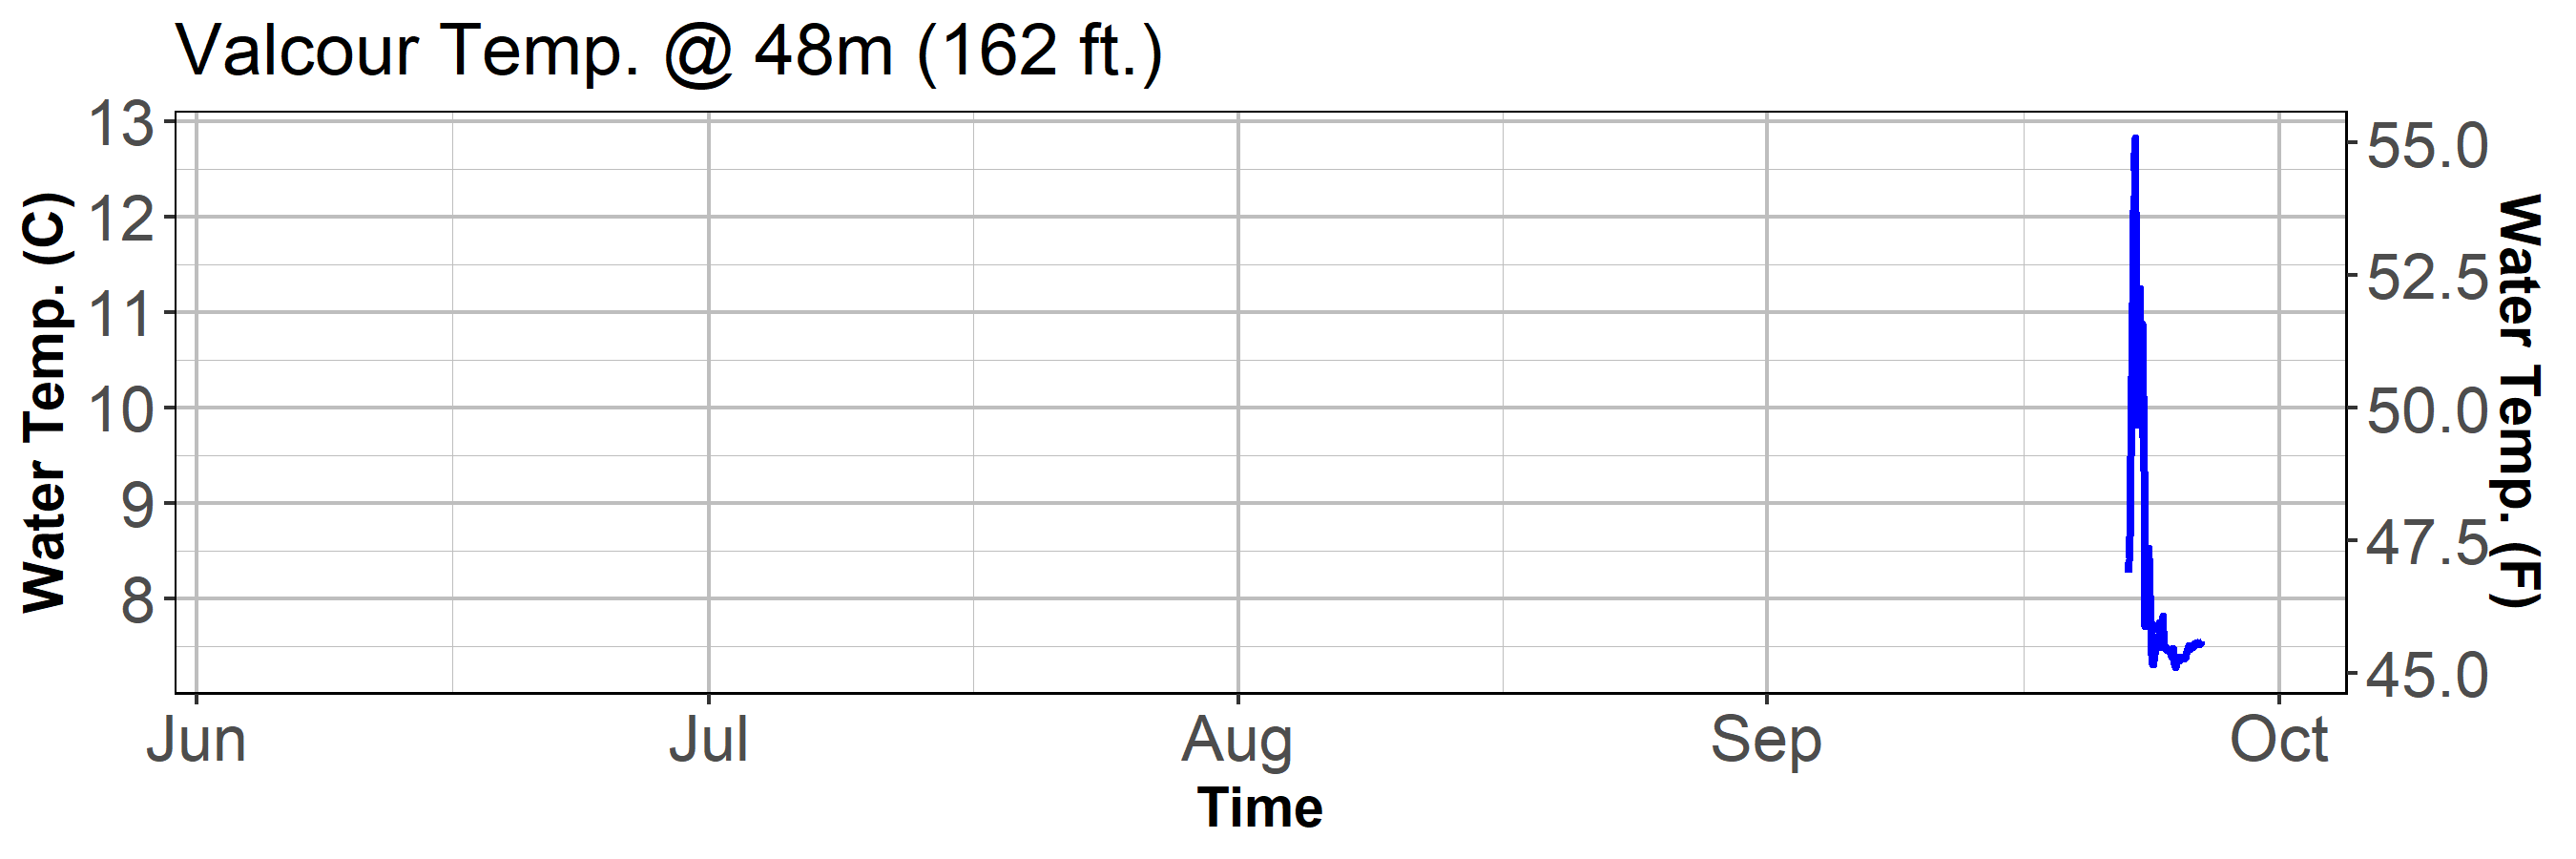 Valcour Temp. @ 48m (162 ft.)
Water Temp. (C)
13
12
11
10
9
8
55.0
52.5
50.0
47.5
45.0
Water Temp. (F)
Jun Jul Aug Sep Oct
Time